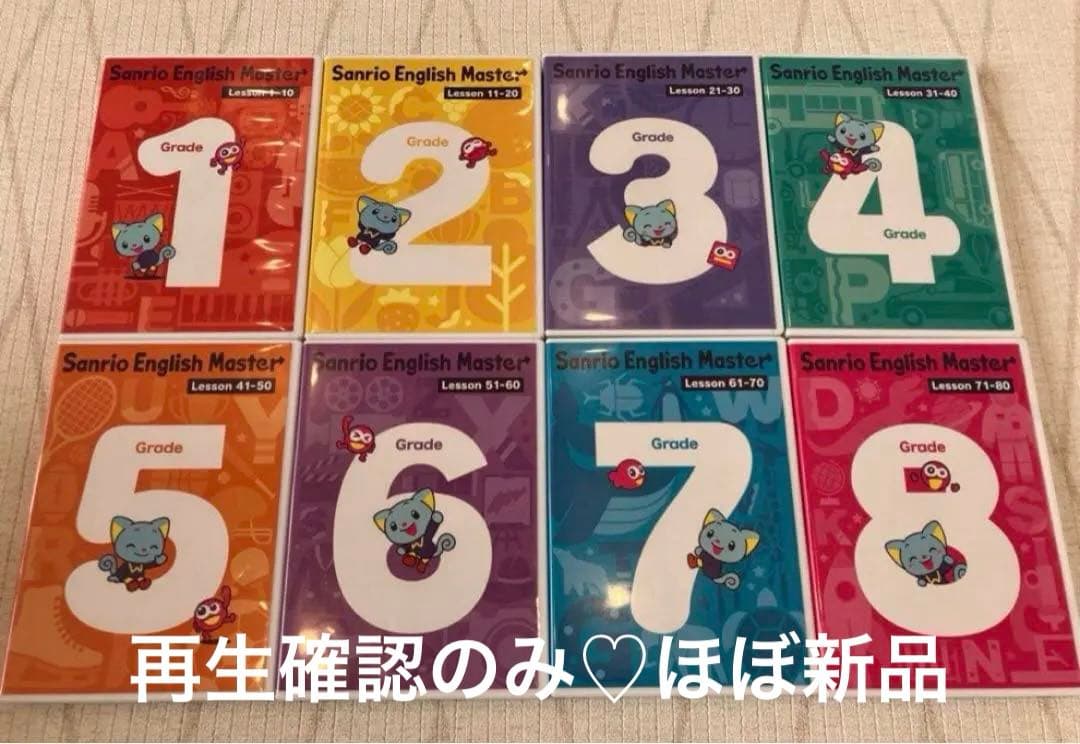 Sanrio English Master
Lesson 1-10
Grade
1
Sanrio English Master
Lesson 11-20
Grade
2
Sanrio English Master
Lesson 21-30
Grade
3
Sanrio English Master
Lesson 31-40
4
Grade
Sanrio English Master
Lesson 41-50
Grade
5
Sanrio English Master
Lesson 51-60
Grade
6
Sanrio English Master
Lesson 61-70
Grade
7
Sanrio English Master
Lesson 71-80
Grade
8
再生確認のみ♡ほぼ新品